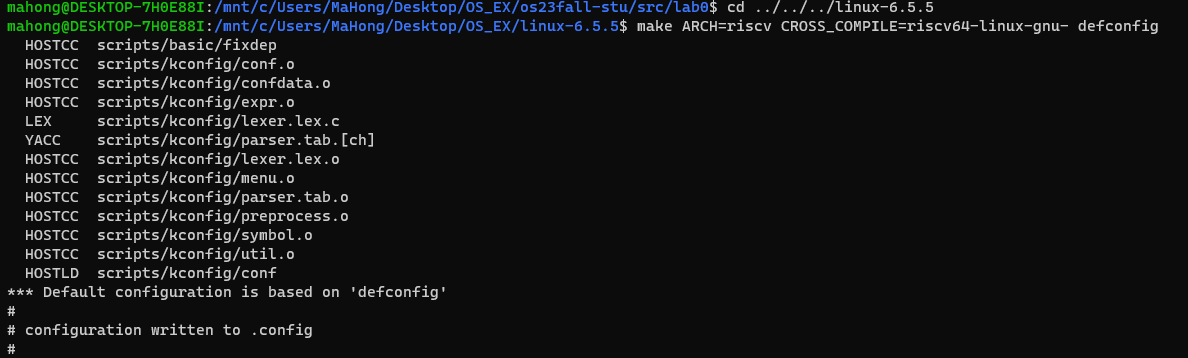 mahong@DESKTOP-7H0E88I:/mnt/c/Users/MaHong/Desktop/OS_EX/os23fall-stu/src/lab0$ cd ../../../linux-6.5.5
mahong@DESKTOP-7H0E88I:/mnt/c/Users/MaHong/Desktop/OS_EX/linux-6.5.5$ make ARCH=riscv CROSS_COMPILE=riscv64-linux-gnu- defconfig
  HOSTCC  scripts/basic/fixdep
  HOSTCC  scripts/kconfig/conf.o
  HOSTCC  scripts/kconfig/confdata.o
  HOSTCC  scripts/kconfig/expr.o
  LEX     scripts/kconfig/lexer.lex.c
  YACC    scripts/kconfig/parser.tab.[ch]
  HOSTCC  scripts/kconfig/lexer.lex.o
  HOSTCC  scripts/kconfig/menu.o
  HOSTCC  scripts/kconfig/parser.tab.o
  HOSTCC  scripts/kconfig/preprocess.o
  HOSTCC  scripts/kconfig/symbol.o
  HOSTCC  scripts/kconfig/util.o
  HOSTLD  scripts/kconfig/conf
*** Default configuration is based on 'defconfig'
#
# configuration written to .config
#